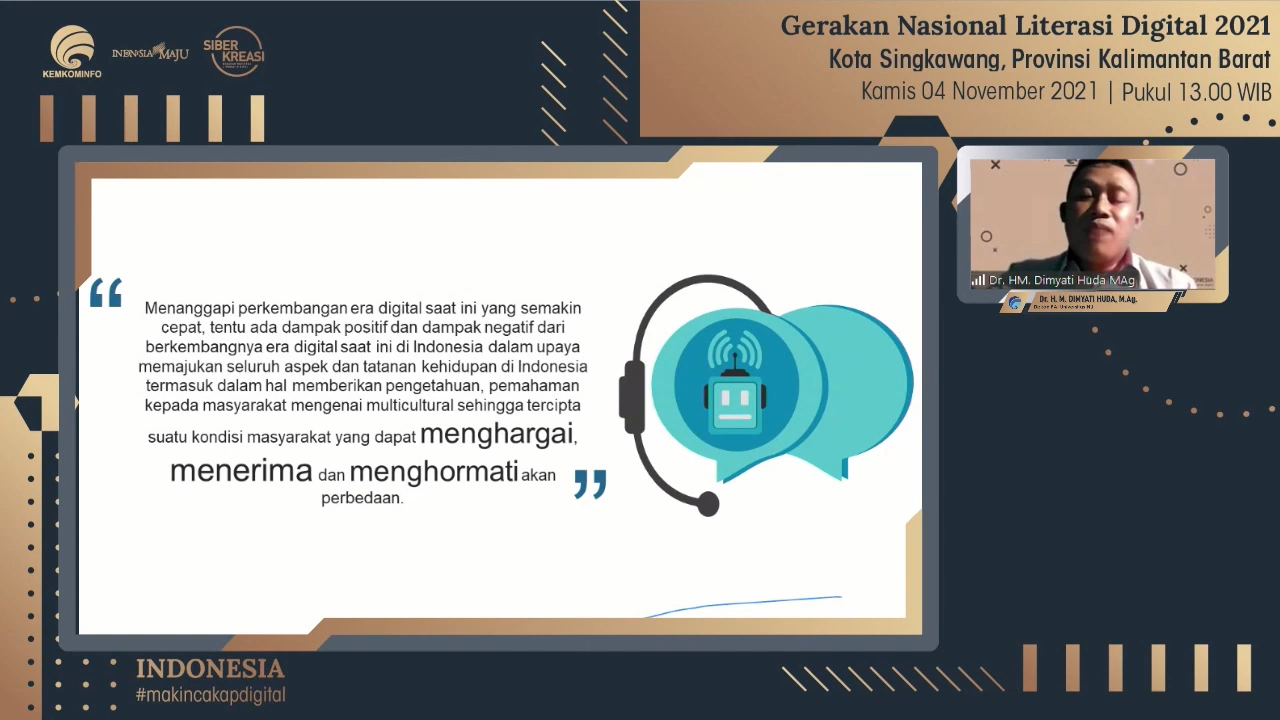 KEMKOMINFO
INDONESIA MAJU
SIBER
KREASI
Gerakan Nasional Literasi Digital 2021
Kota Singkawang, Provinsi Kalimantan Barat
Kamis 04 November 2021 | Pukul 13.00 WIB
“
Menanggapi perkembangan era digital saat ini yang semakin
cepat, tentu ada dampak positif dan dampak negatif dari
berkembangnya era digital saat ini di Indonesia dalam upaya
memajukan seluruh aspek dan tatanan kehidupan di Indonesia
termasuk dalam hal memberikan pengetahuan, pemahaman
kepada masyarakat mengenai multicultural sehingga tercipta
suatu kondisi masyarakat yang dapat menghargai,
menerima dan menghormati akan
perbedaan.
”
Dr. HM. Dimyati Huda MAg
Dr. H. M. DIMYATI HUDA, M.Ag.
INDONESIA
#makincakapdigital